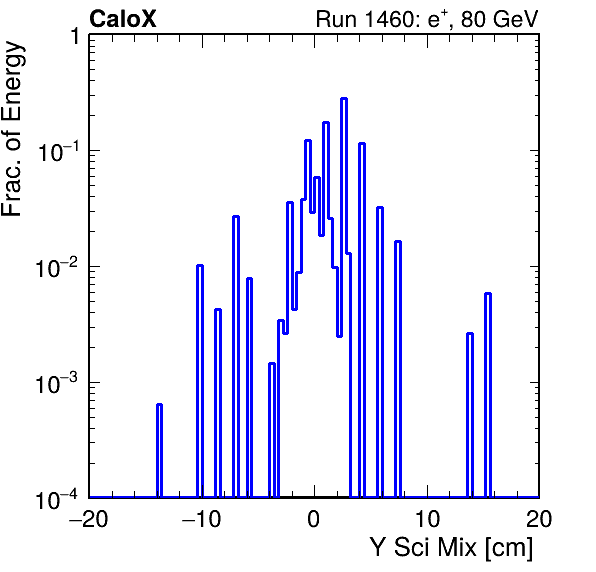 CaloX Run 1460: e⁺, 80 GeV
Frac. of Energy
1
10⁻¹
10⁻²
10⁻³
10⁻⁴
−20 −10 0 10 20
Y Sci Mix [cm]